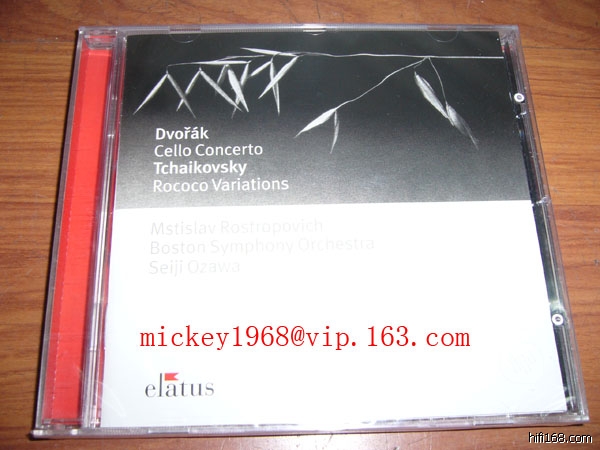 Dvořák
Cello Concerto
Tchaikovsky
Rococo Variations
Mstislav Rostropovich
Boston Symphony Orchestra
Seiji Ozawa
mickey1968@vip.163.com
elatus
hifi168.com